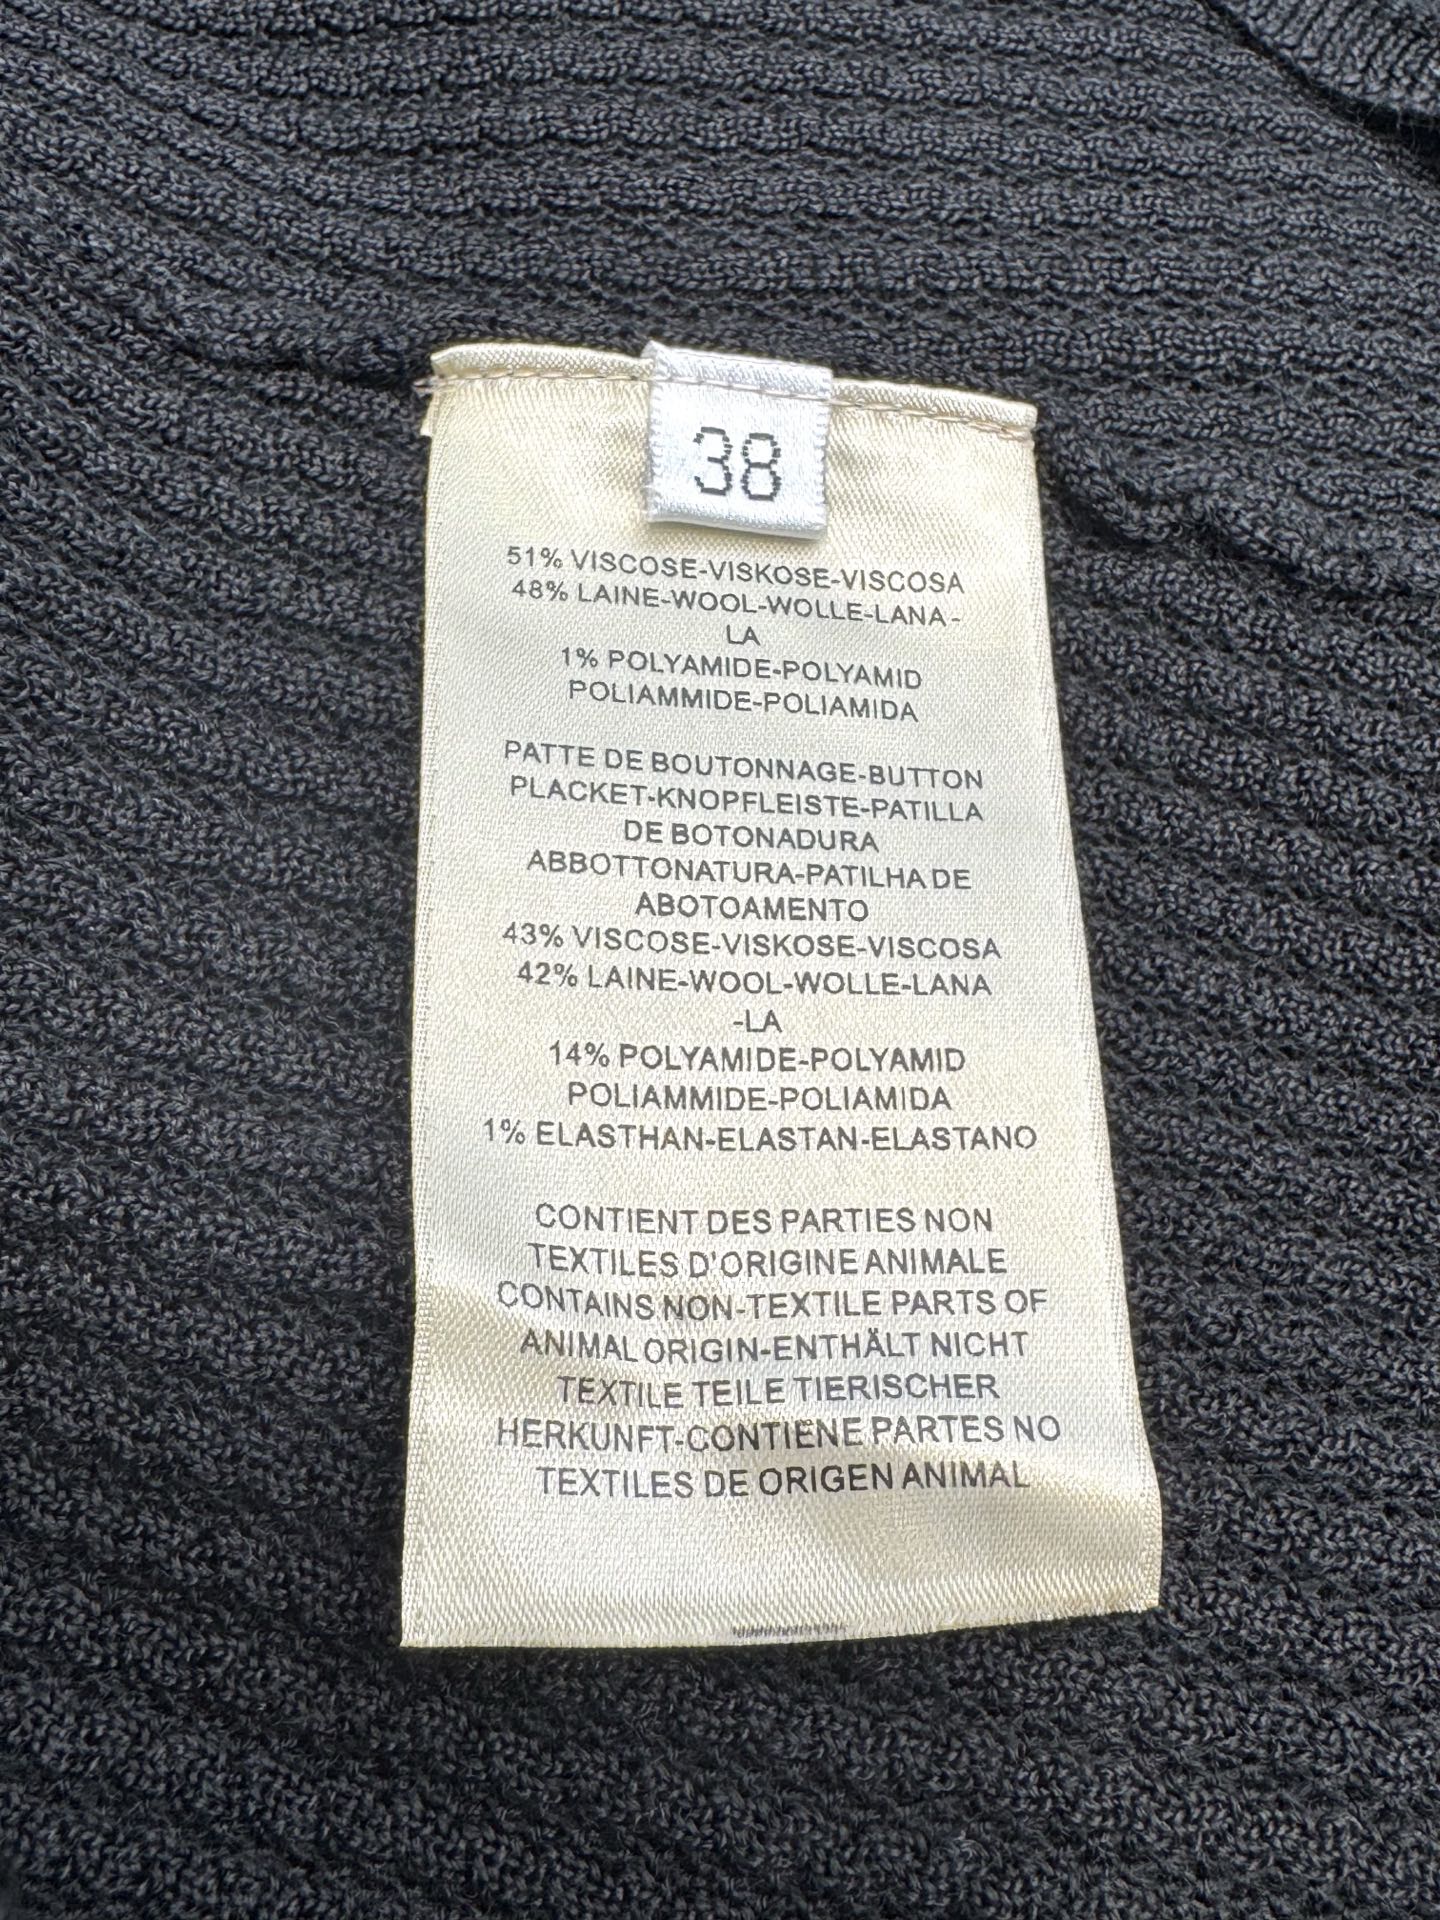 38
51% VISCOSE-VISKOSE-VISCOSA
48% LAINE-WOOL-WOLLE-LANA-
LA
1% POLYAMIDE-POLYAMID
POLIAMMIDE-POLIAMIDA
PATTE DE BOUTONNAGE-BUTTON
PLACKET-KNOPFLEISTE-PATILLA
DE BOTONADURA
ABBOTTONATURA-PATILHA DE
ABOTOAMENTO
43% VISCOSE-VISKOSE-VISCOSA
42% LAINE-WOOL-WOLLE-LANA
-LA
14% POLYAMIDE-POLYAMID
POLIAMMIDE-POLIAMIDA
1% ELASTHAN-ELASTAN-ELASTANO
CONTIENT DES PARTIES NON
TEXTILES D'ORIGINE ANIMALE
CONTAINS NON-TEXTILE PARTS OF
ANIMAL ORIGIN-ENTHÄLT NICHT
TEXTILE TEILE TIERISCHER
HERKUNFT-CONTIENE PARTES NO
TEXTILES DE ORIGEN ANIMAL